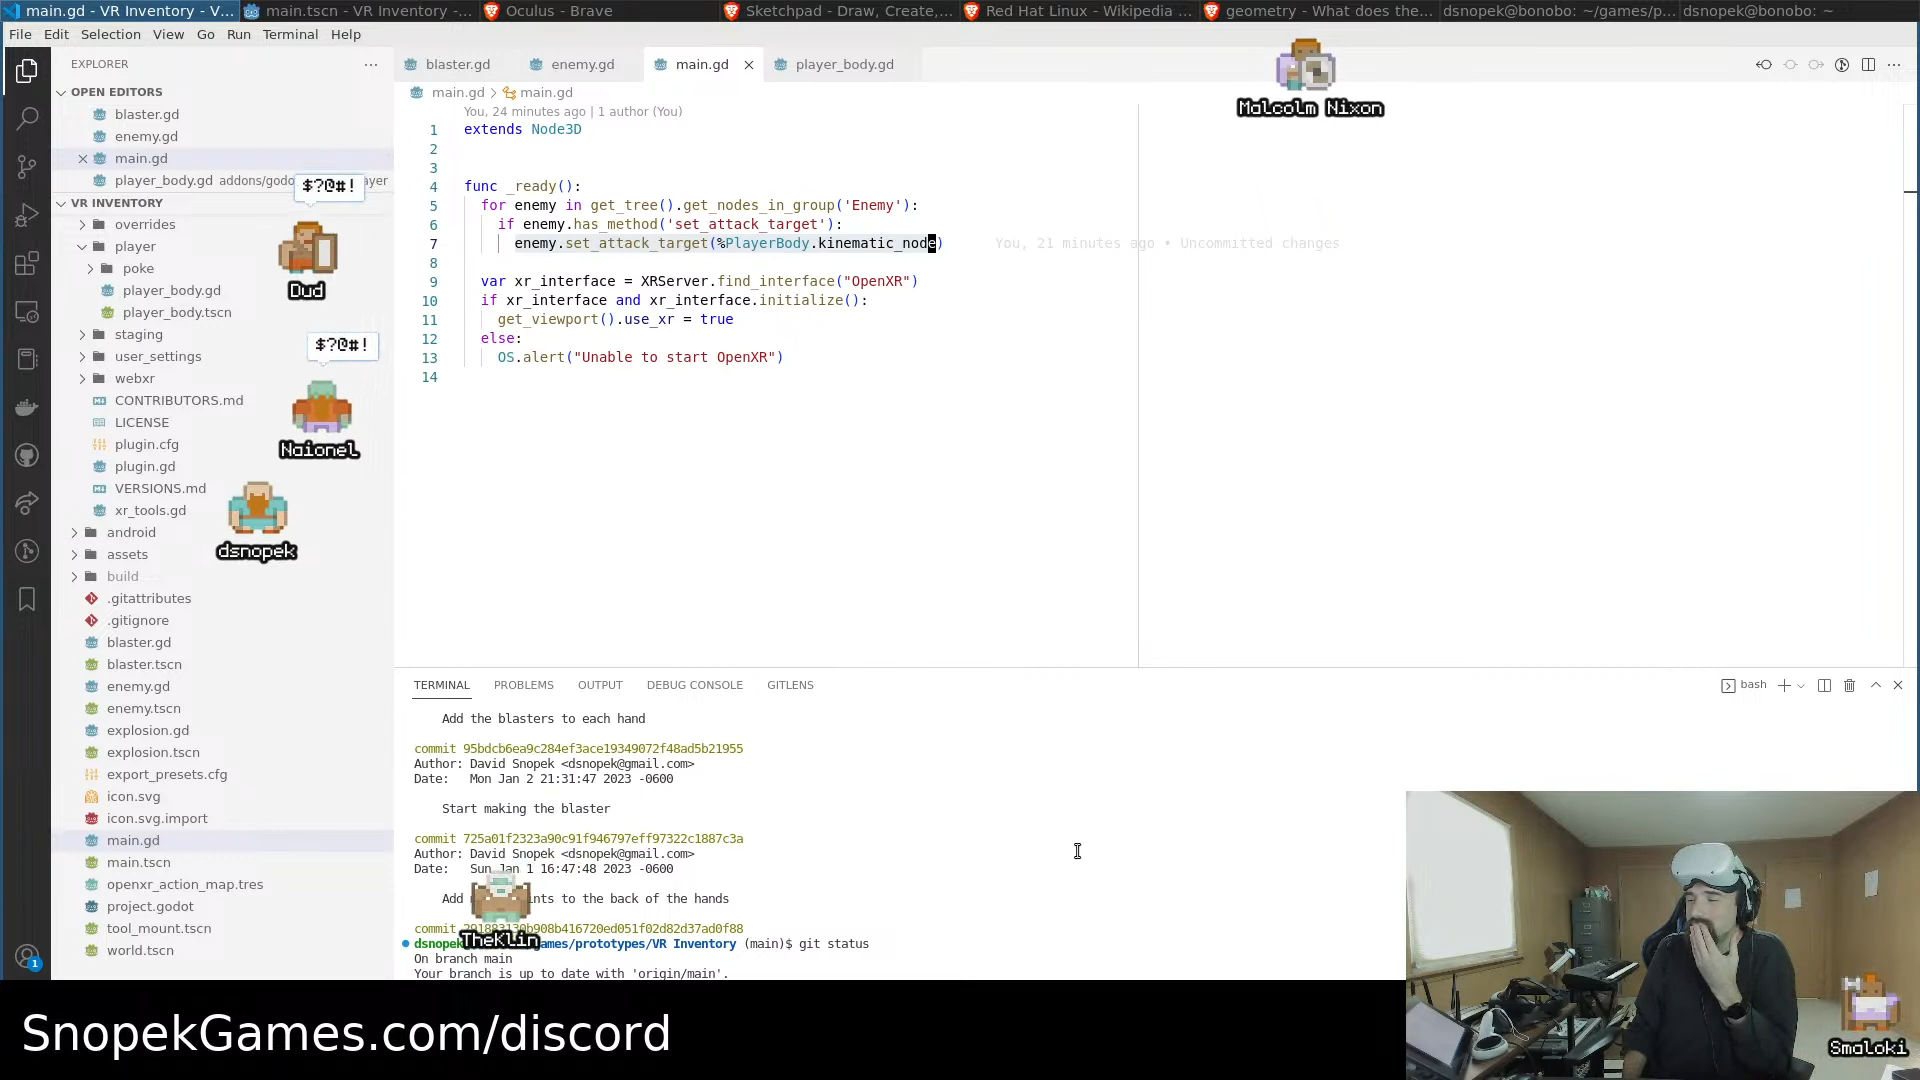 main.gd - VR Inventory - V...
main.tscn - VR Inventory -...
Oculus - Brave
Sketchpad - Draw, Create,...
Red Hat Linux - Wikipedia ...
geometry - What does the...
dsnopek@bonobo: ~/games/p...
dsnopek@bonobo: ~
File Edit Selection View Go Run Terminal Help
EXPLORER
OPEN EDITORS
blaster.gd
enemy.gd
main.gd
player_body.gd addons/godo ayer
$?@#!
VR INVENTORY
overrides
player
poke
player_body.gd
player_body.tscn
staging
user_settings
webxr
CONTRIBUTORS.md
LICENSE
plugin.cfg
plugin.gd
VERSIONS.md
xr_tools.gd
android
assets
build
.gitattributes
.gitignore
blaster.gd
blaster.tscn
enemy.gd
enemy.tscn
explosion.gd
explosion.tscn
export_presets.cfg
icon.svg
icon.svg.import
main.gd
main.tscn
openxr_action_map.tres
project.godot
tool_mount.tscn
world.tscn
Dud
$?@#!
Naionel
dsnopek
1
blaster.gd
enemy.gd
main.gd
player_body.gd
main.gd > main.gd
Malcolm Nixon
You, 24 minutes ago | 1 author (You)
1 extends Node3D
2
3
4 func _ready():
5 for enemy in get_tree().get_nodes_in_group('Enemy'):
6 if enemy.has_method('set_attack_target'):
7 enemy.set_attack_target(%PlayerBody.kinematic_node) You, 21 minutes ago • Uncommitted changes
8
9 var xr_interface = XRServer.find_interface("OpenXR")
10 if xr_interface and xr_interface.initialize():
11 get_viewport().use_xr = true
12 else:
13 OS.alert("Unable to start OpenXR")
14
TERMINAL PROBLEMS OUTPUT DEBUG CONSOLE GITLENS
bash
Add the blasters to each hand
commit 95bdcb6ea9c284ef3ace19349072f48ad5b21955
Author: David Snopek <dsnopek@gmail.com>
Date: Mon Jan 2 21:31:47 2023 -0600
Start making the blaster
commit 725a01f2323a90c91f946797eff97322c1887c3a
Author: David Snopek <dsnopek@gmail.com>
Date: Sun Jan 1 16:47:48 2023 -0600
Add ints to the back of the hands
commit
TheKlin
dsnopek ames/prototypes/VR Inventory (main)$ git status
On branch main
Your branch is up to date with 'origin/main'.
SnopekGames.com/discord
Smaloki